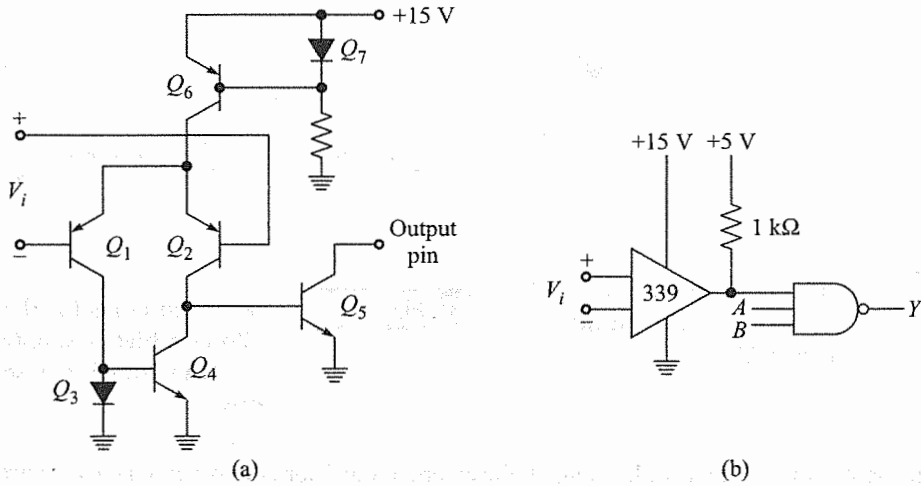 +15 V
Q7
Q6
+
Vi
−
Q1
Q2
Output
pin
Q5
Q4
Q3
(a)
+15 V
+5 V
1 kΩ
+
Vi
−
339
A
B
Y
(b)